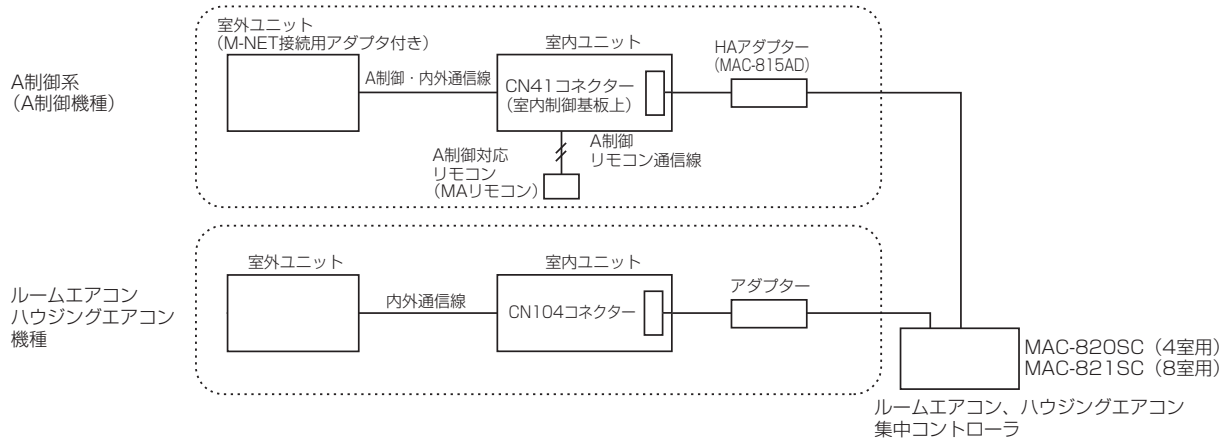 室外ユニット
（M-NET接続用アダプタ付き）
室内ユニット
HAアダプター
（MAC-815AD）
A制御系
（A制御機種）
A制御・内外通信線
CN41コネクター
（室内制御基板上）
A制御対応
リモコン
（MAリモコン）
A制御
リモコン通信線
室外ユニット
室内ユニット
アダプター
ルームエアコン
ハウジングエアコン
機種
内外通信線
CN104コネクター
MAC-820SC（4室用）
MAC-821SC（8室用）
ルームエアコン、ハウジングエアコン
集中コントローラ